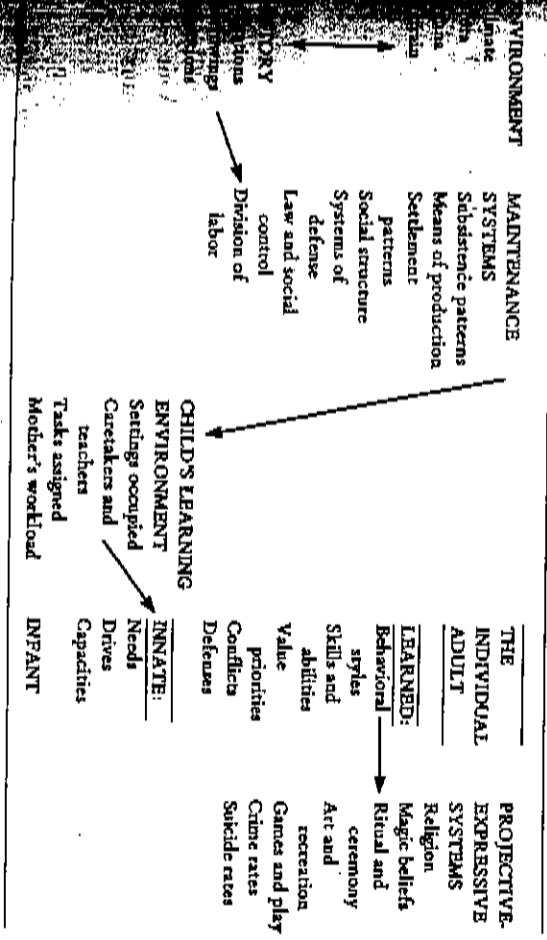 MAINTENANCE
SYSTEMS
Subsistence patterns
Means of production
Settlement
patterns
Social structure
Systems of
defense
Law and social
control
Division of
labor
CHILD'S LEARNING
ENVIRONMENT
Settings occupied
Caretakers and
teachers
Tasks assigned
Mother's workload
THE
INDIVIDUAL
ADULT
LEARNED:
Behavioral
styles
Skills and
abilities
Value
priorities
Conflicts
Defenses
INNATE:
Needs
Drives
Capacities
INFANT
PROJECTIVE-
EXPRESSIVE
SYSTEMS
Religion
Magic beliefs
Ritual and
ceremony
Art and
recreation
Games and play
Crime rates
Suicide rates